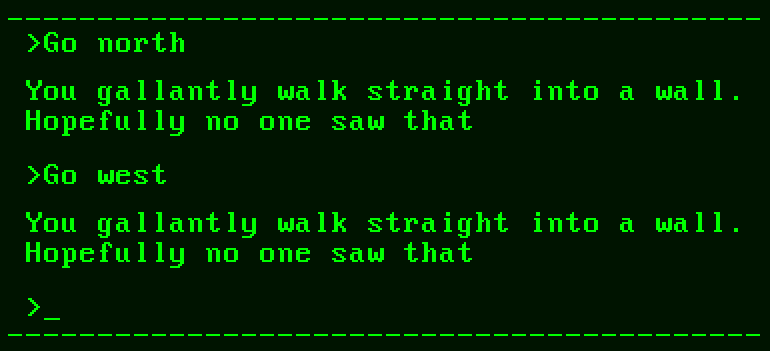 >Go north
You gallantly walk straight into a wall.
Hopefully no one saw that
>Go west
You gallantly walk straight into a wall.
Hopefully no one saw that
>_